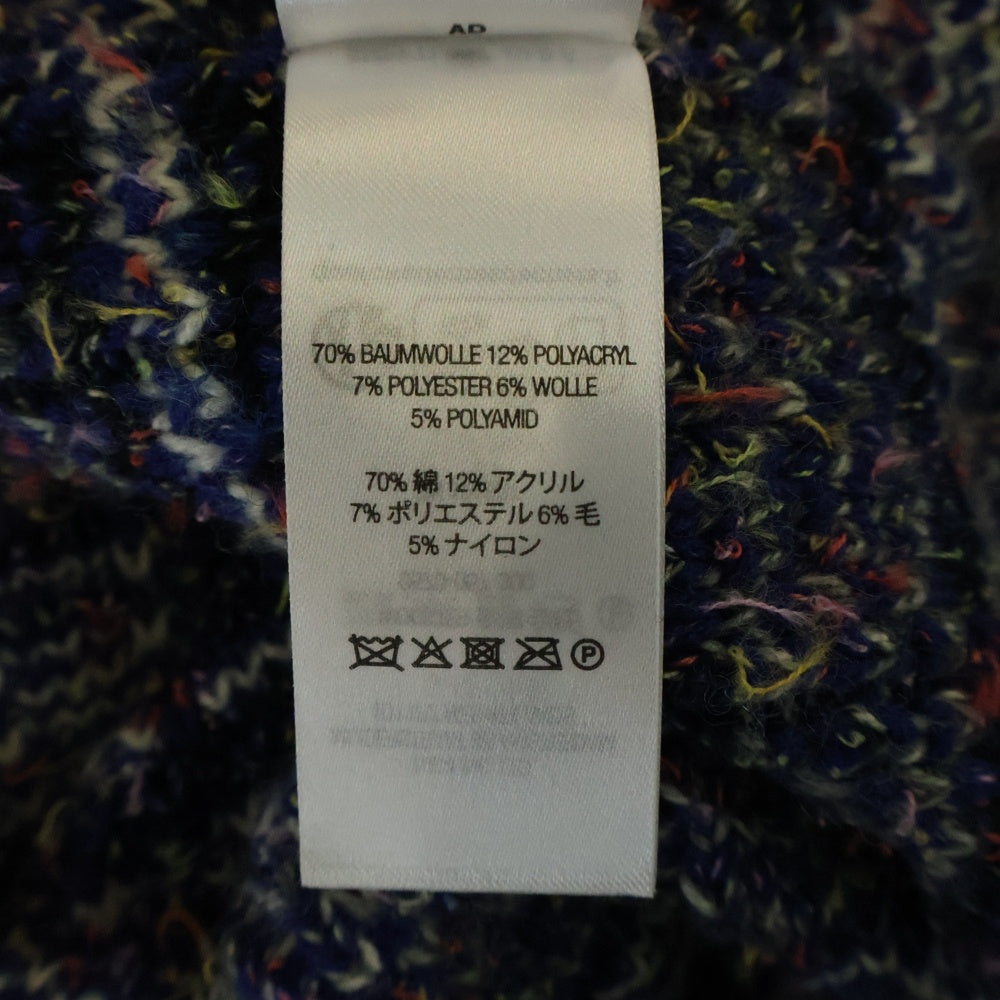 AP
70% BAUMWOLLE 12% POLYACRYL
7% POLYESTER 6% WOLLE
5% POLYAMID
70% 綿 12% アクリル
7% ポリエステル 6% 毛
5% ナイロン
P